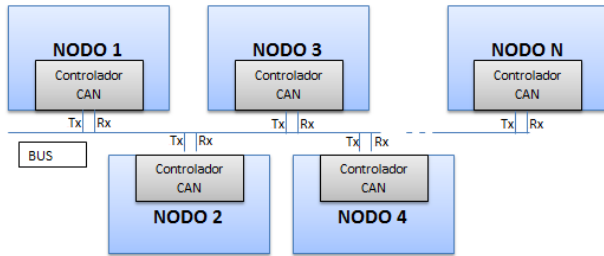 NODO 1
Controlador
CAN
Tx Rx
NODO 3
Controlador
CAN
Tx Rx
NODO N
Controlador
CAN
Tx Rx
BUS
Tx Rx
Controlador
CAN
NODO 2
Tx Rx
Controlador
CAN
NODO 4